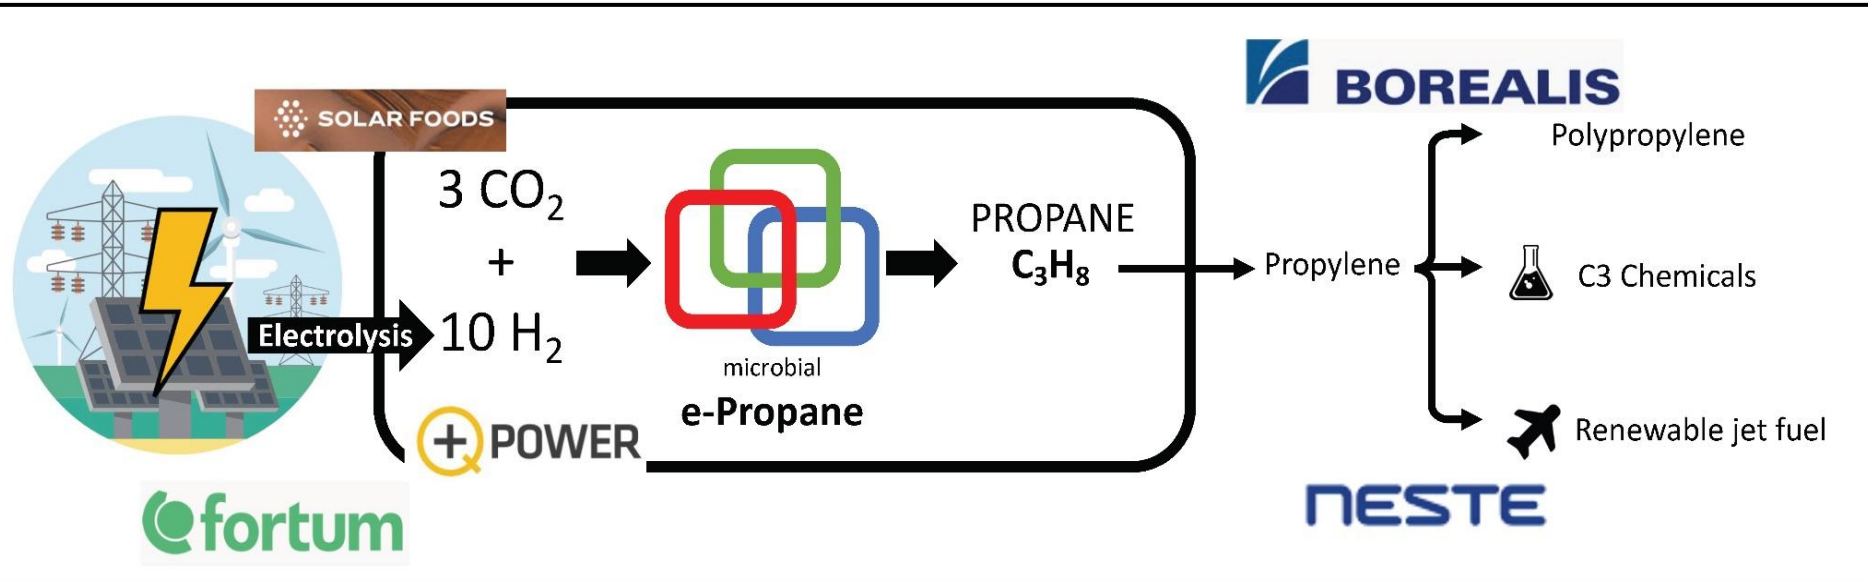 SOLAR FOODS
BOREALIS
Polypropylene
3 CO₂
+
10 H₂
Electrolysis
microbial
e-Propane
PROPANE
C₃H₈
Propylene
C3 Chemicals
Renewable jet fuel
+Q POWER
fortum
NESTE